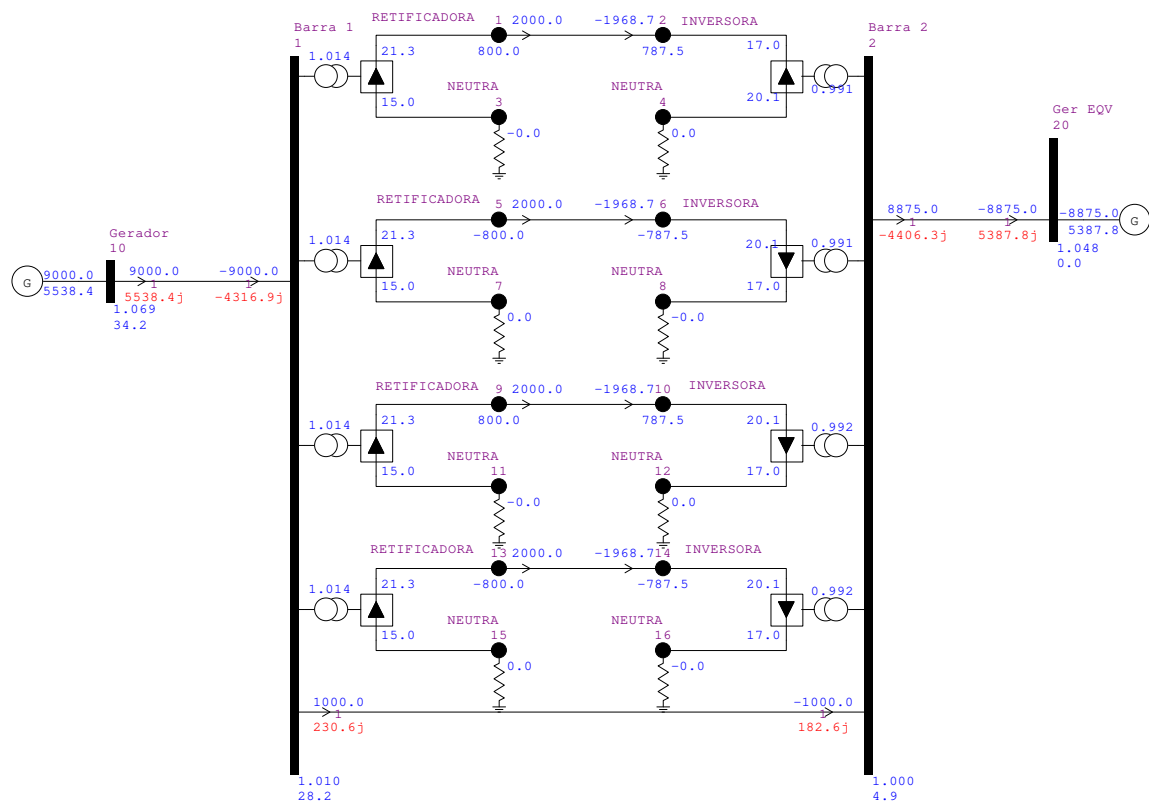 RETIFICADORA 1 2000.0 -1968.7 2 INVERSORA
Barra 1
1
Barra 2
2
1.014 21.3 800.0 787.5 17.0
0.991
15.0 NEUTRA NEUTRA 20.1
3 4
-0.0 0.0
Ger EQV
20
RETIFICADORA 5 2000.0 -1968.7 6 INVERSORA
1.014 21.3 -800.0 -787.5 20.1 0.991
15.0 NEUTRA NEUTRA 17.0
7 8
0.0 -0.0
8875.0 -8875.0 -8875.0
1 1
-4406.3j 5387.8j 5387.8
1.048
0.0
Gerador
10
9000.0 9000.0 -9000.0
1 1
5538.4 5538.4j -4316.9j
1.069
34.2
G
G
RETIFICADORA 9 2000.0 -1968.7 10 INVERSORA
1.014 21.3 800.0 787.5 20.1 0.992
15.0 NEUTRA NEUTRA 17.0
11 12
-0.0 0.0
RETIFICADORA 13 2000.0 -1968.7 14 INVERSORA
1.014 21.3 -800.0 -787.5 20.1 0.992
15.0 NEUTRA NEUTRA 17.0
15 16
0.0 -0.0
1000.0 -1000.0
1 1
230.6j 182.6j
1.010 1.000
28.2 4.9